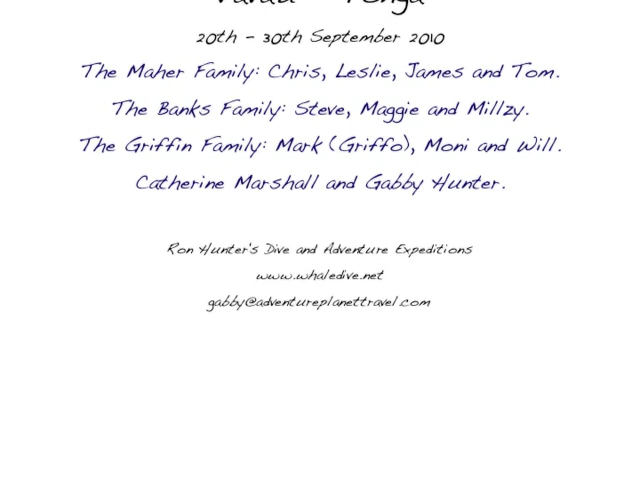 20th - 30th September 2010
The Maher Family: Chris, Leslie, James and Tom.
The Banks Family: Steve, Maggie and Millzy.
The Griffin Family: Mark (Griffo), Moni and Will.
Catherine Marshall and Gabby Hunter.
Ron Hunter's Dive and Adventure Expeditions
www.whaledive.net
gabby@adventureplanettravel.com